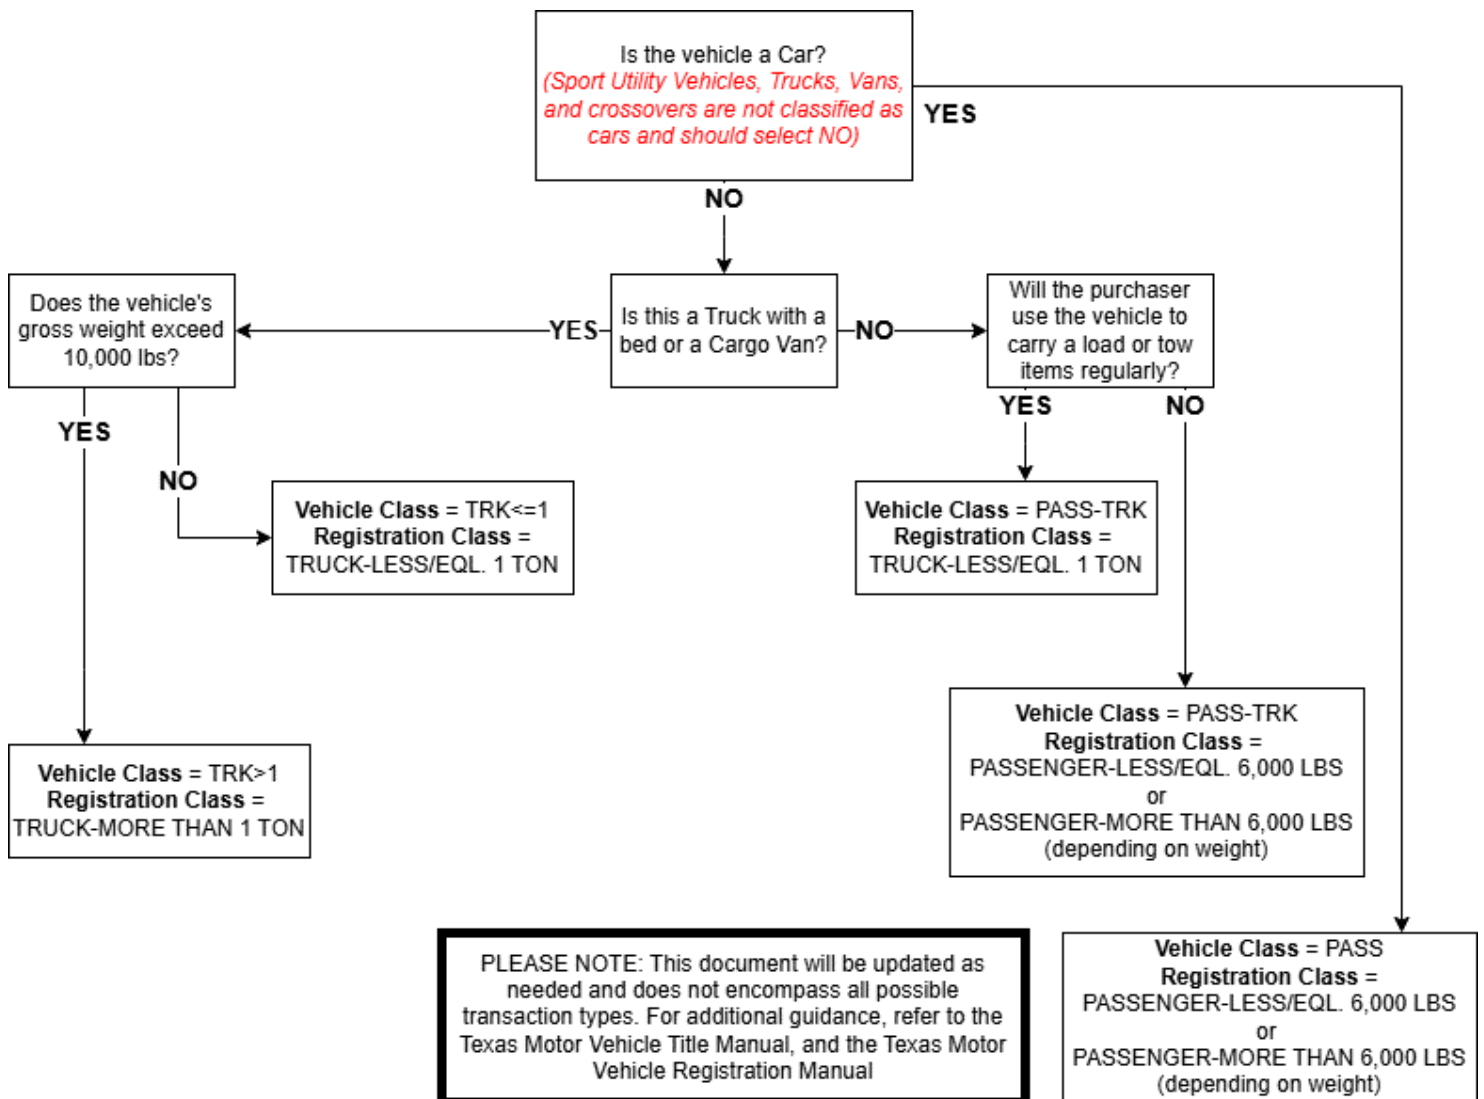 Is the vehicle a Car?
(Sport Utility Vehicles, Trucks, Vans,
and crossovers are not classified as
cars and should select NO)
YES
NO
Does the vehicle's
gross weight exceed
10,000 lbs?
YES
Is this a Truck with a
bed or a Cargo Van?
NO
Will the purchaser
use the vehicle to
carry a load or tow
items regularly?
YES
NO
YES
NO
Vehicle Class = TRK<=1
Registration Class =
TRUCK-LESS/EQL. 1 TON
Vehicle Class = PASS-TRK
Registration Class =
TRUCK-LESS/EQL. 1 TON
Vehicle Class = TRK>1
Registration Class =
TRUCK-MORE THAN 1 TON
Vehicle Class = PASS-TRK
Registration Class =
PASSENGER-LESS/EQL. 6,000 LBS
or
PASSENGER-MORE THAN 6,000 LBS
(depending on weight)
PLEASE NOTE: This document will be updated as
needed and does not encompass all possible
transaction types. For additional guidance, refer to the
Texas Motor Vehicle Title Manual, and the Texas Motor
Vehicle Registration Manual
Vehicle Class = PASS
Registration Class =
PASSENGER-LESS/EQL. 6,000 LBS
or
PASSENGER-MORE THAN 6,000 LBS
(depending on weight)